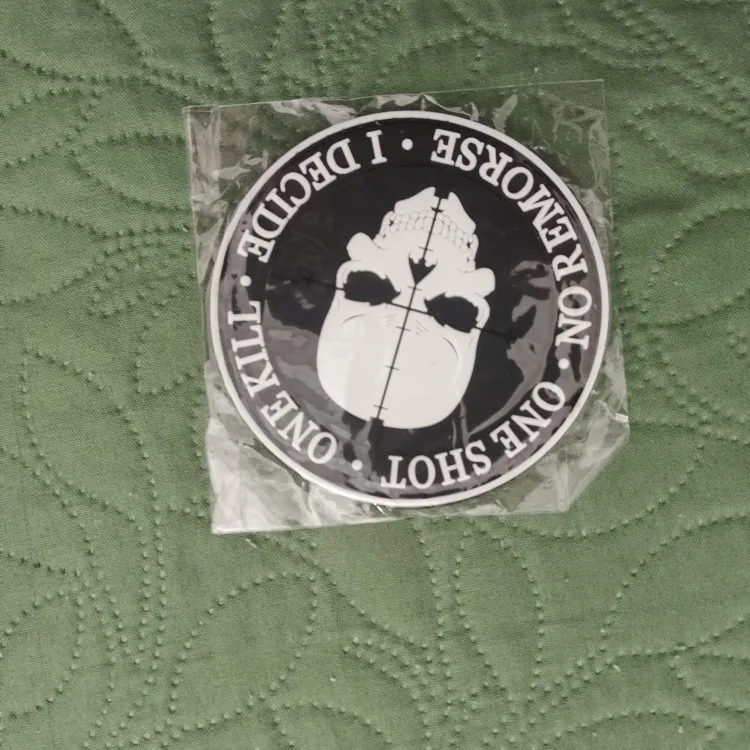 ONE SHOT • ONE KILL • I DECIDE • NO REMORSE •